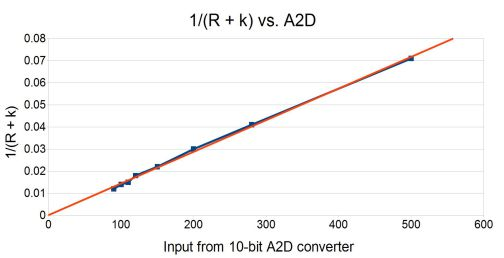 1/(R + k) vs. A2D
0.08
0.07
0.06
0.05
0.04
0.03
0.02
0.01
0
1/(R + k)
0 100 200 300 400 500 600
Input from 10-bit A2D converter